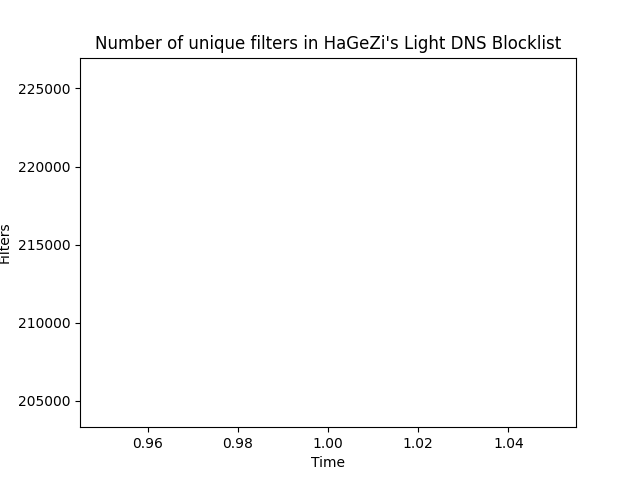 Number of unique filters in HaGeZi's Light DNS Blocklist
225000
220000
215000
210000
205000
Filters
0.96 0.98 1.00 1.02 1.04
Time